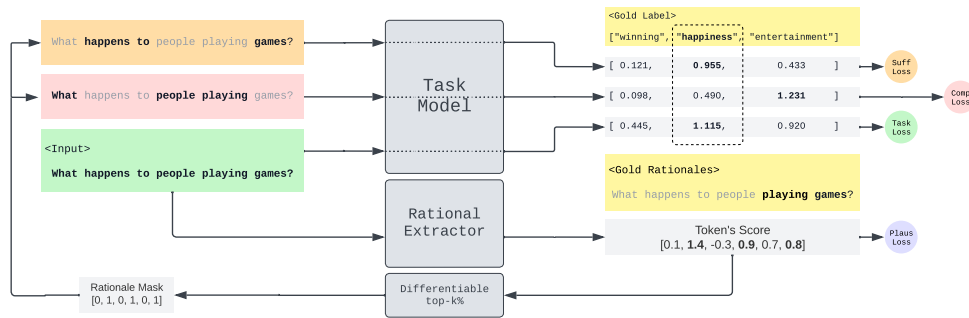 What happens to people playing games?
What happens to people playing games?
<Input>
What happens to people playing games?
Task
Model
Rational
Extractor
Differentiable
top-k%
Rationale Mask
[0, 1, 0, 1, 0, 1]
<Gold Label>
["winning", "happiness", "entertainment"]
[ 0.121, 0.955, 0.433 ]
[ 0.098, 0.490, 1.231 ]
[ 0.445, 1.115, 0.920 ]
Suff
Loss
Comp
Loss
Task
Loss
<Gold Rationales>
What happens to people playing games?
Token's Score
[0.1, 1.4, -0.3, 0.9, 0.7, 0.8]
Plaus
Loss